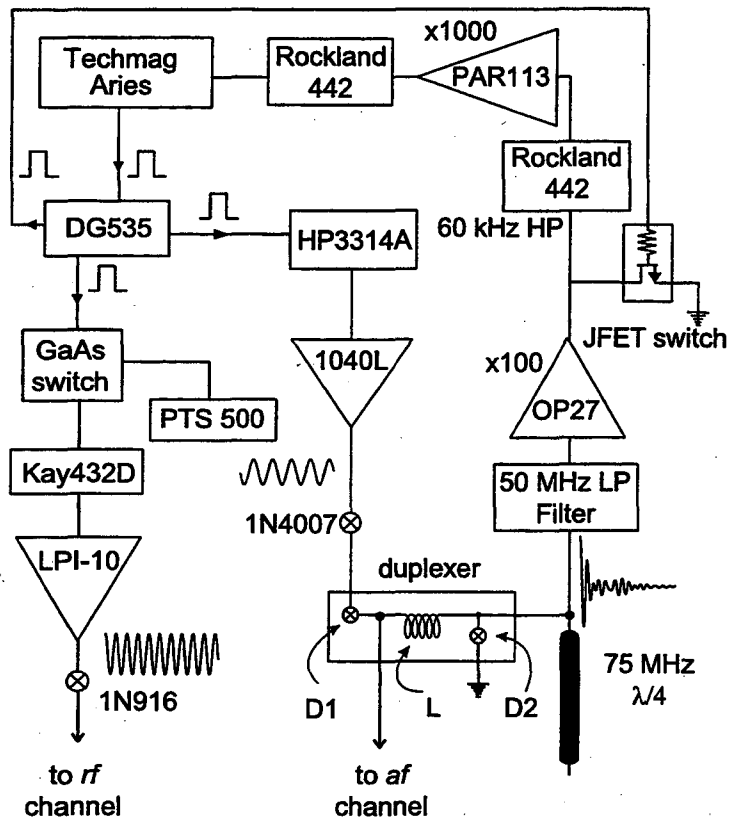 x1000
Techmag
Aries
Rockland
442
PAR113
Rockland
442
DG535
HP3314A
60 kHz HP
JFET switch
GaAs
switch
1040L
x100
OP27
PTS 500
Kay432D
50 MHz LP
Filter
1N4007
LPI-10
duplexer
1N916
D1
L
D2
75 MHz
λ/4
to rf
channel
to af
channel